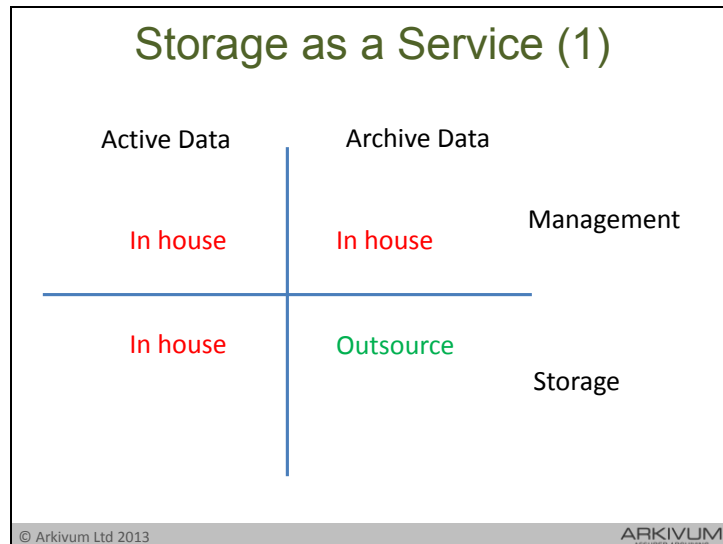 Storage as a Service (1)
Active Data
Archive Data
In house
In house
Management
In house
Outsource
Storage
© Arkivum Ltd 2013
ARKIVUM